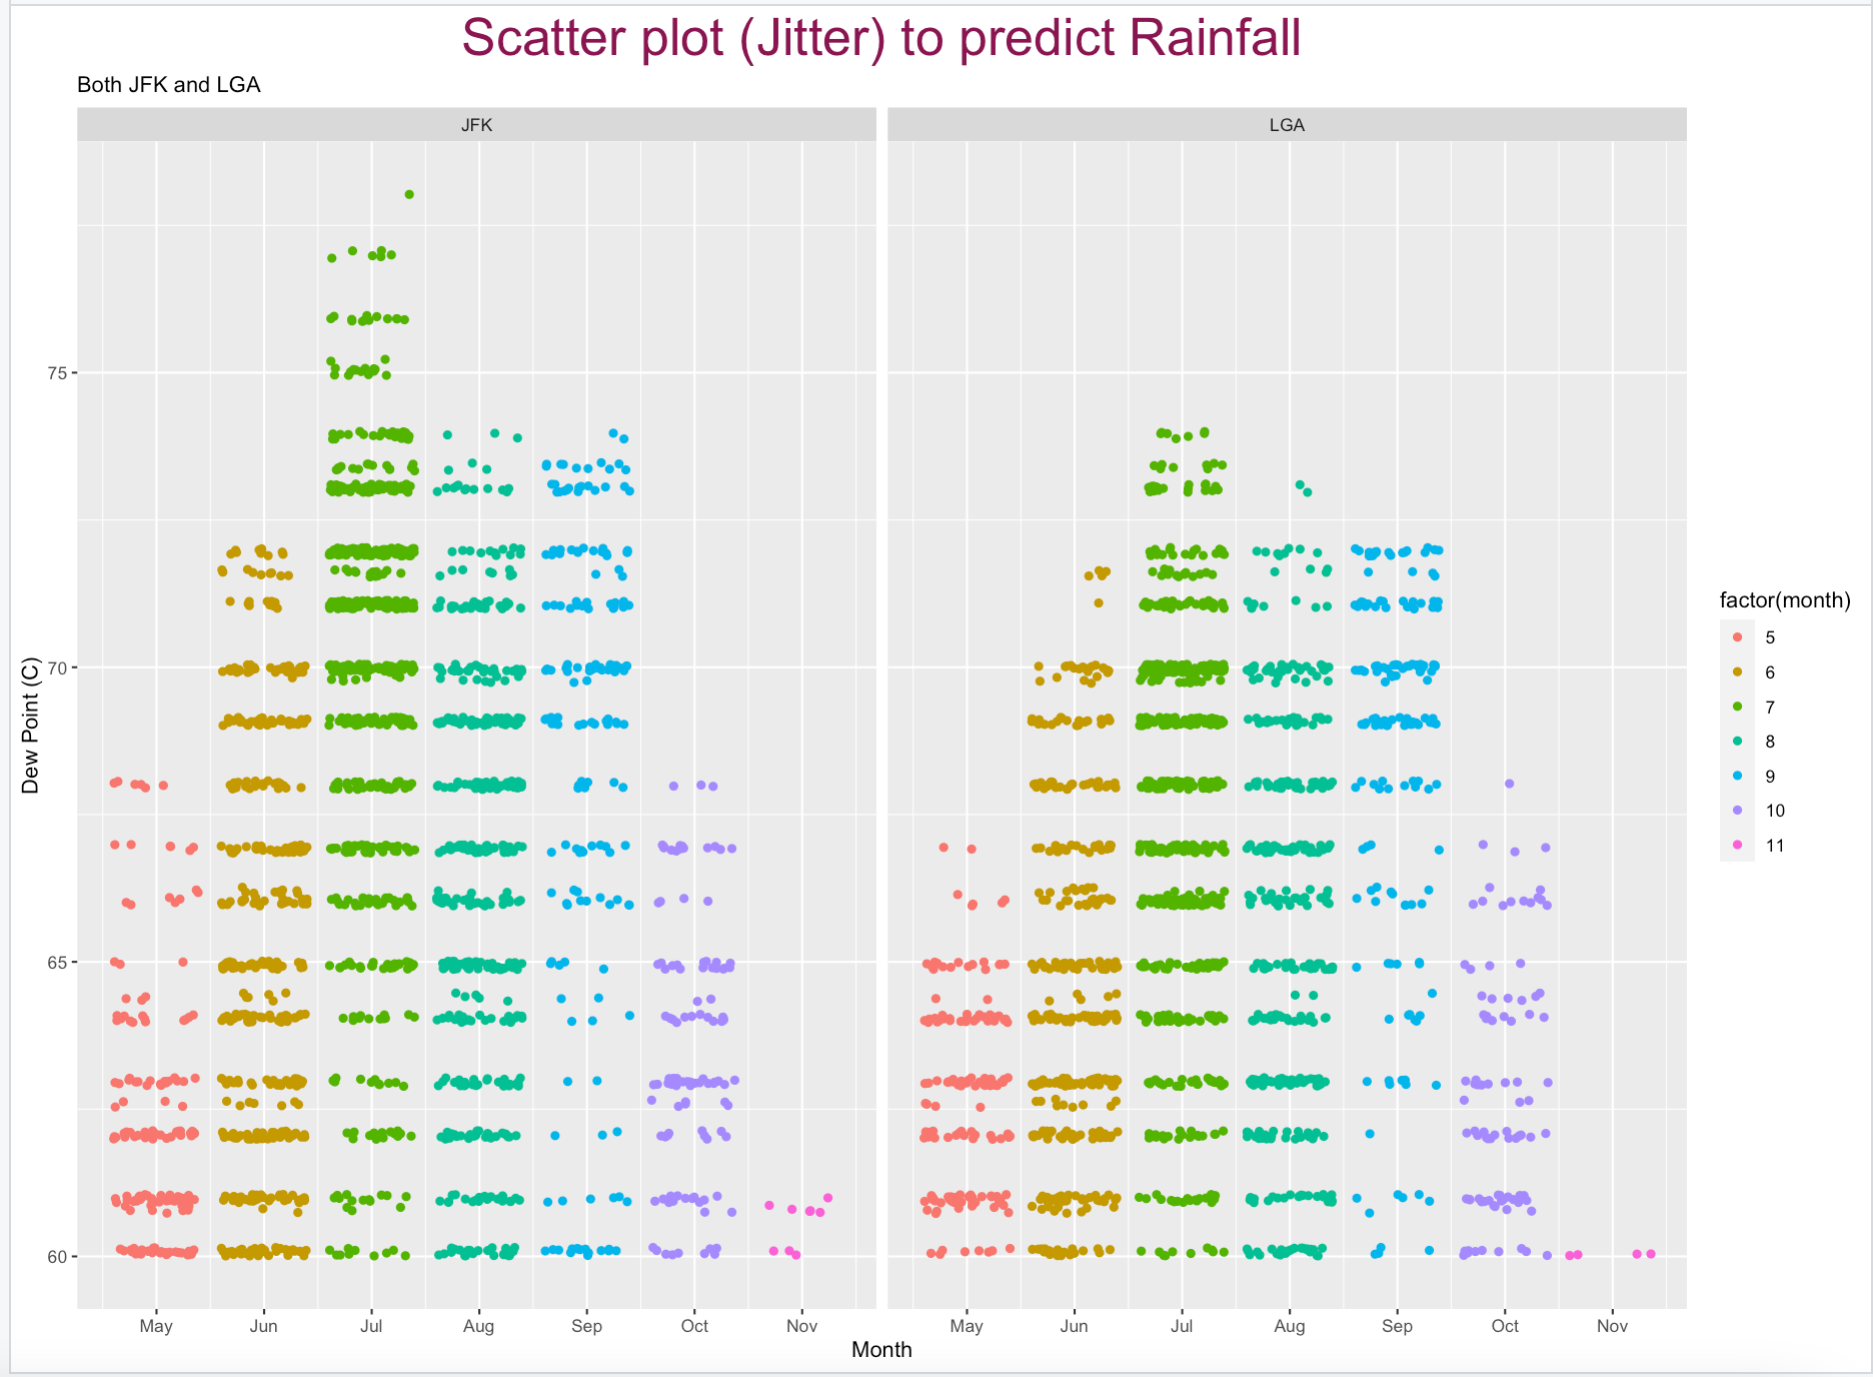 Scatter plot (Jitter) to predict Rainfall
Both JFK and LGA
JFK
LGA
Dew Point (C)
75
70
65
60
May Jun Jul Aug Sep Oct Nov
May Jun Jul Aug Sep Oct Nov
Month
factor(month)
5
6
7
8
9
10
11